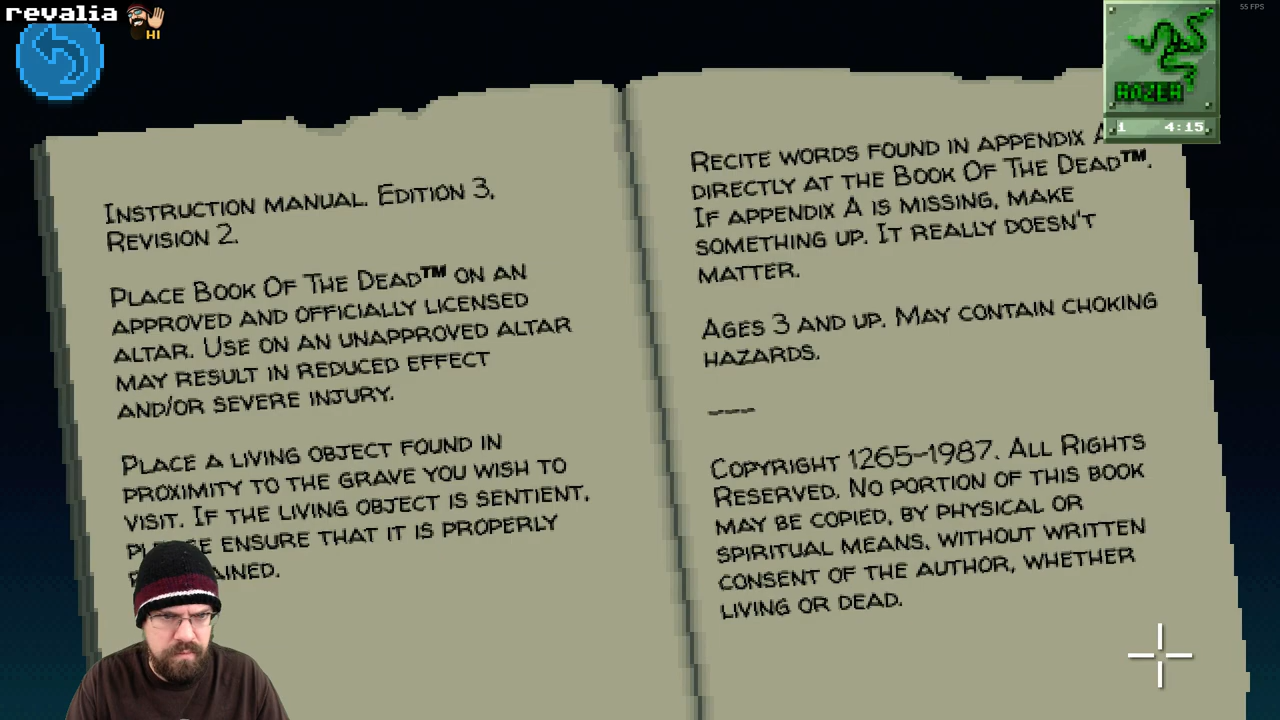 revalia
HI
55 FPS
RAZER
1 4:15
Instruction manual. Edition 3,
Revision 2.
Place Book Of The Dead™ on an
approved and officially licensed
altar. Use on an unapproved altar
may result in reduced effect
and/or severe injury.
Place a living object found in
proximity to the grave you wish to
visit. If the living object is sentient,
ensure that it is properly
Recite words found in appendix A
directly at the Book Of The Dead™.
If appendix A is missing, make
something up. It really doesn't
matter.
Ages 3 and up. May contain choking
hazards.
---
Copyright 1265-1987. All Rights
Reserved. No portion of this book
may be copied, by physical or
spiritual means, without written
consent of the author, whether
living or dead.